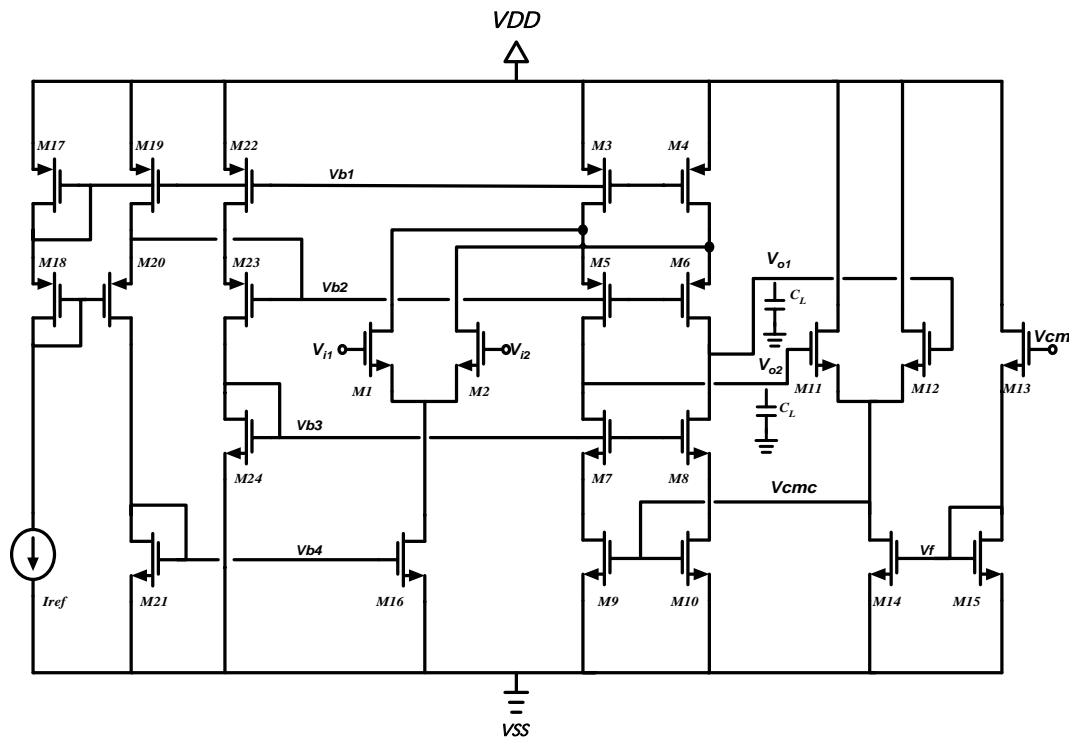 VDD
M17
M19
M22
M3
M4
Vb1
M18
M20
M23
M5
M6
Vo1
Vb2
CL
Vi1
Vi2
Vcm
Vo2
M1
M2
M11
M12
M13
CL
Vb3
M24
M7
M8
Vcmc
Vb4
Vf
Iref
M21
M16
M9
M10
M14
M15
VSS